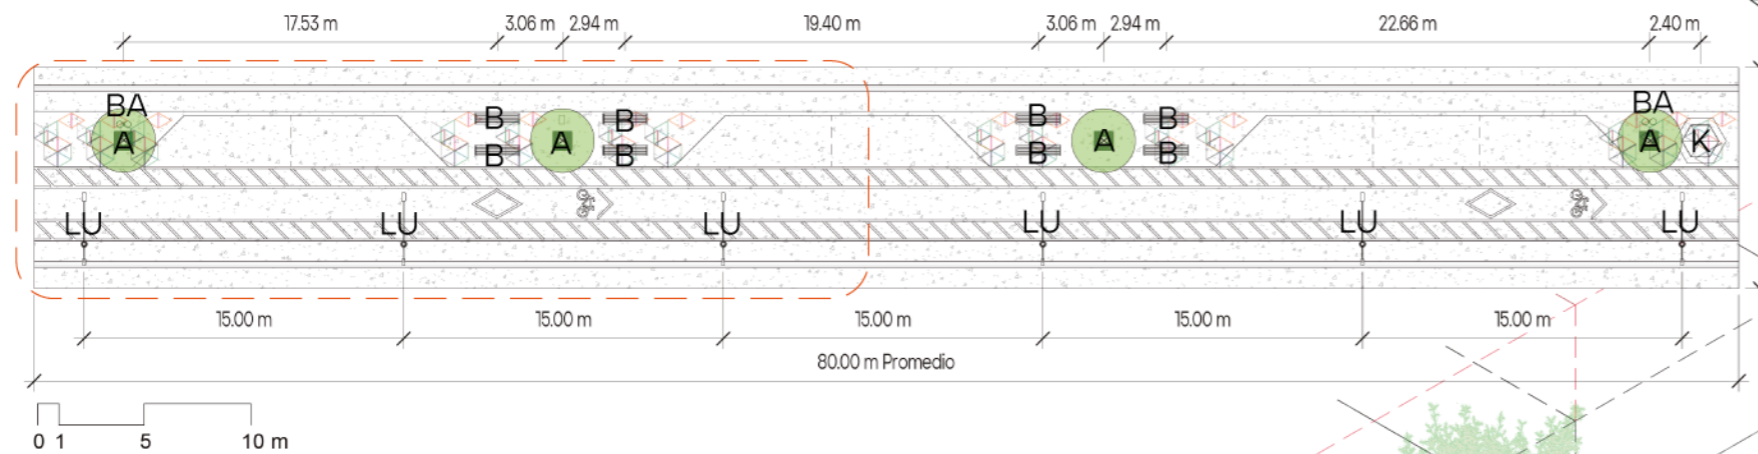 17.53 m 3.06 m 2.94 m 19.40 m 3.06 m 2.94 m 22.66 m 2.40 m
BA B B B B BA
A A A A K
B B B B
LU LU LU LU LU LU
15.00 m 15.00 m 15.00 m 15.00 m 15.00 m
80.00 m Promedio
0 1 5 10 m